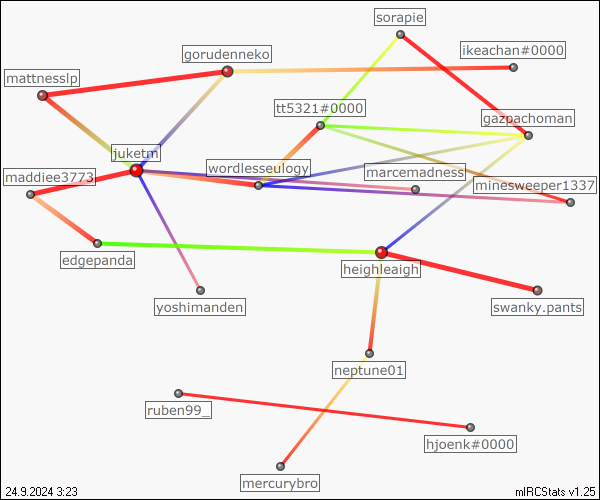 sorapie
gorudenneko
ikeachan#0000
mattnesslp
tt5321#0000
gazpachoman
juketm
wordlesseulogy
marcemadness
maddiee3773
minesweeper1337
edgepanda
heighleaigh
yoshimanden
swanky.pants
neptune01
ruben99_
hjoenk#0000
mercurybro
24.9.2024 3:23
mIRCStats v1.25